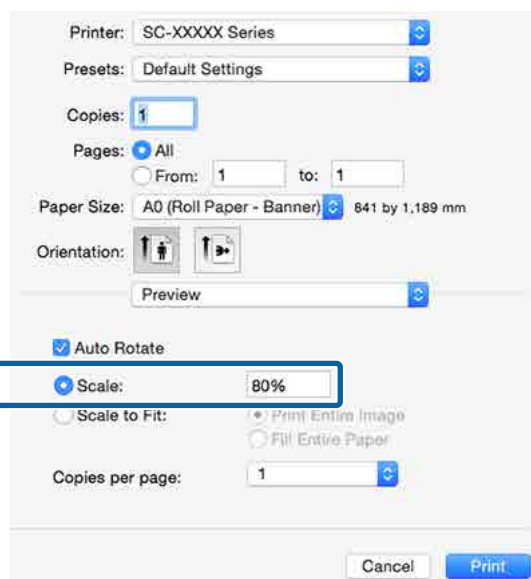 Printer: SC-XXXXX Series
Presets: Default Settings
Copies: 1
Pages: All
From: 1 to: 1
Paper Size: A0 (Roll Paper - Banner) 841 by 1,189 mm
Orientation:
Preview
Auto Rotate
Scale: 80%
Scale to Fit: Print Entire Image
Fill Entire Paper
Copies per page: 1
Cancel Print